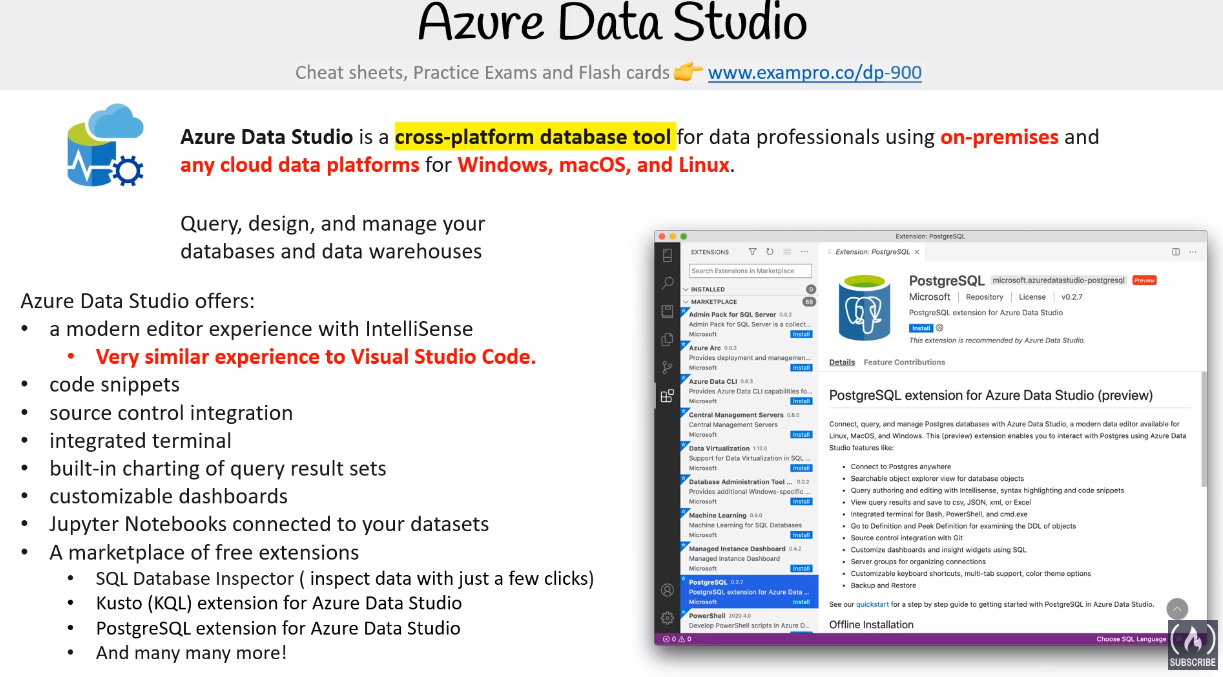 Azure Data Studio
Cheat sheets, Practice Exams and Flash cards 👉 www.exampro.co/dp-900
Azure Data Studio is a cross-platform database tool for data professionals using on-premises and
any cloud data platforms for Windows, macOS, and Linux.
Query, design, and manage your
databases and data warehouses
Azure Data Studio offers:
• a modern editor experience with IntelliSense
• Very similar experience to Visual Studio Code.
• code snippets
• source control integration
• integrated terminal
• built-in charting of query result sets
• customizable dashboards
• Jupyter Notebooks connected to your datasets
• A marketplace of free extensions
• SQL Database Inspector ( inspect data with just a few clicks)
• Kusto (KQL) extension for Azure Data Studio
• PostgreSQL extension for Azure Data Studio
• And many many more!
Extension: PostgreSQL
EXTENSIONS
Search Extensions in Marketplace
INSTALLED 0
MARKETPLACE 68
Admin Pack for SQL Server 0.0.2
Admin Pack for SQL Server is a collect...
Microsoft Install
Azure Arc 0.9.3
Provides deployment and managemen...
Microsoft Install
Azure Data CLI 0.6.3
Provides Azure Data CLI capabilities fo...
Microsoft Install
Central Management Servers 0.8.0
Central Management Servers
Microsoft Install
Data Virtualization 1.12.0
Support for Data Virtualization in SQL ...
Microsoft Install
Database Administration Tool ... 0.0.2
Provides additional Windows-specific ...
Microsoft Install
Machine Learning 0.9.0
Machine Learning for SQL Databases
Microsoft Install
Managed Instance Dashboard 0.4.2
Managed Instance Dashboard
Microsoft Install
PostgreSQL 0.2.7
PostgreSQL extension for Azure Data ...
Microsoft Install
PowerShell 2020.4.0
Develop PowerShell scripts in Azure D...
Extension: PostgreSQL
PostgreSQL microsoft.azuredatastudio-postgresql Preview
Microsoft Repository License v0.2.7
PostgreSQL extension for Azure Data Studio
Install
This extension is recommended by Azure Data Studio.
Details Feature Contributions
PostgreSQL extension for Azure Data Studio (preview)
Connect, query, and manage Postgres databases with Azure Data Studio, a modern data editor available for
Linux, MacOS, and Windows. This (preview) extension enables you to interact with Postgres using Azure Data
Studio features like:
• Connect to Postgres anywhere
• Searchable object explorer view for database objects
• Query authoring and editing with Intellisense, syntax highlighting and code snippets
• View query results and save to csv, JSON, xml, or Excel
• Integrated terminal for Bash, PowerShell, and cmd.exe
• Go to Definition and Peek Definition for examining the DDL of objects
• Source control integration with Git
• Customize dashboards and insight widgets using SQL
• Server groups for organizing connections
• Customizable keyboard shortcuts, multi-tab support, color theme options
• Backup and Restore
See our quickstart for a step by step guide to getting started with PostgreSQL in Azure Data Studio.
Offline Installation
0 0
Choose SQL Language
SUBSCRIBE